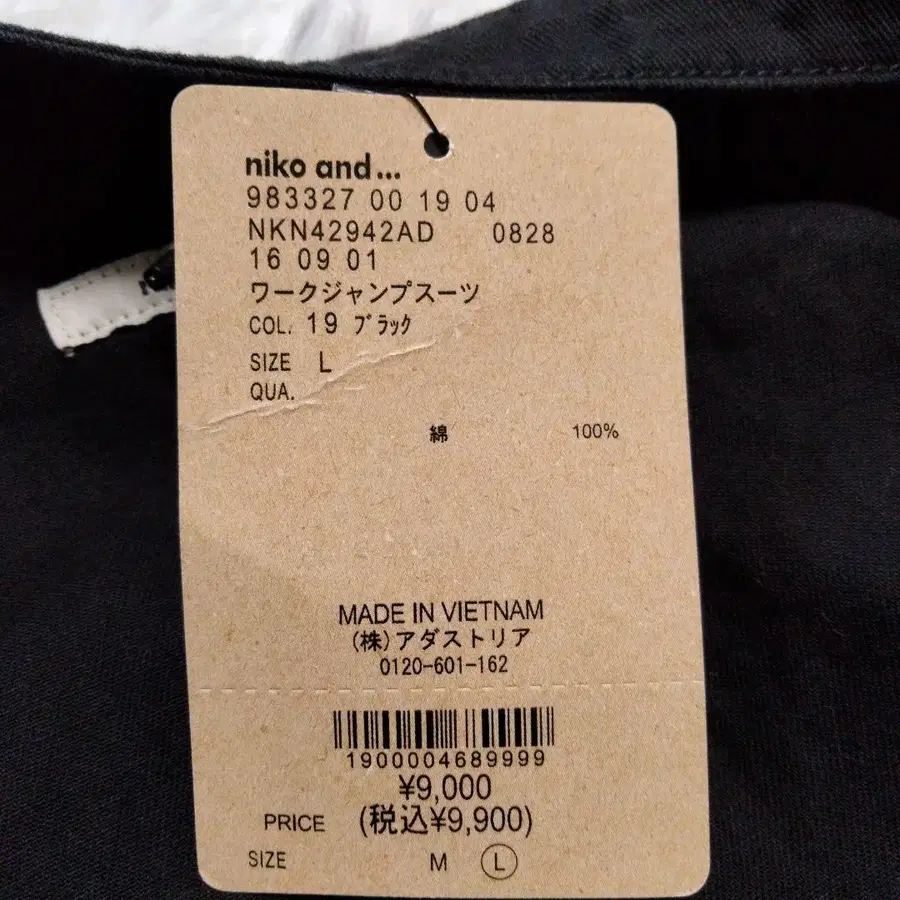 niko and...
983327 00 19 04
NKN42942AD 0828
16 09 01
ワークジャンプスーツ
COL. 19 ブラック
SIZE L
QUA.
綿 100%
MADE IN VIETNAM
(株)アダストリア
0120-601-162
1900004689999
¥9,000
PRICE (税込¥9,900)
SIZE M L